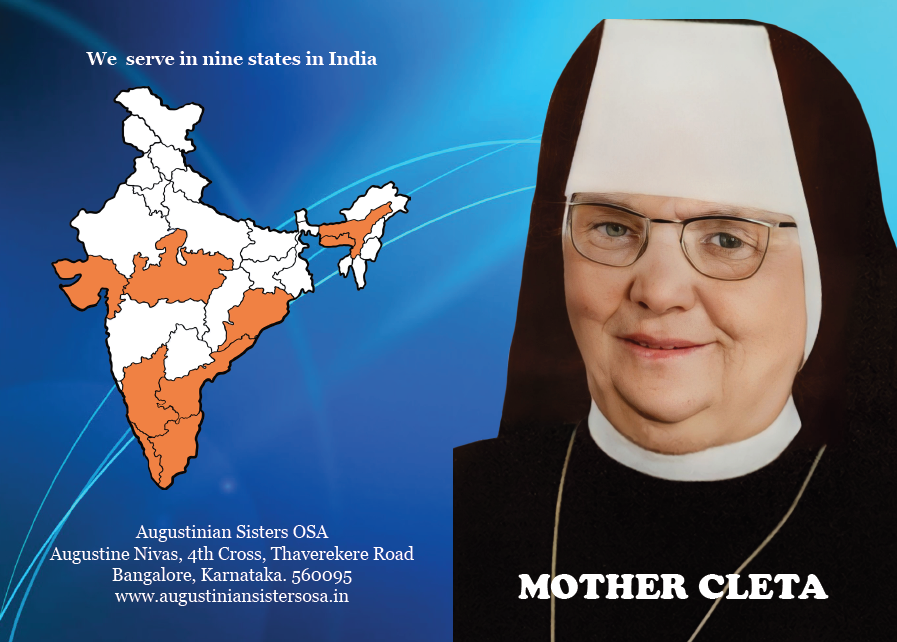 We serve in nine states in India
Augustinian Sisters OSA
Augustine Nivas, 4th Cross, Thaverekere Road
Bangalore, Karnataka. 560095
www.augustiniansistersosa.in
MOTHER CLETA